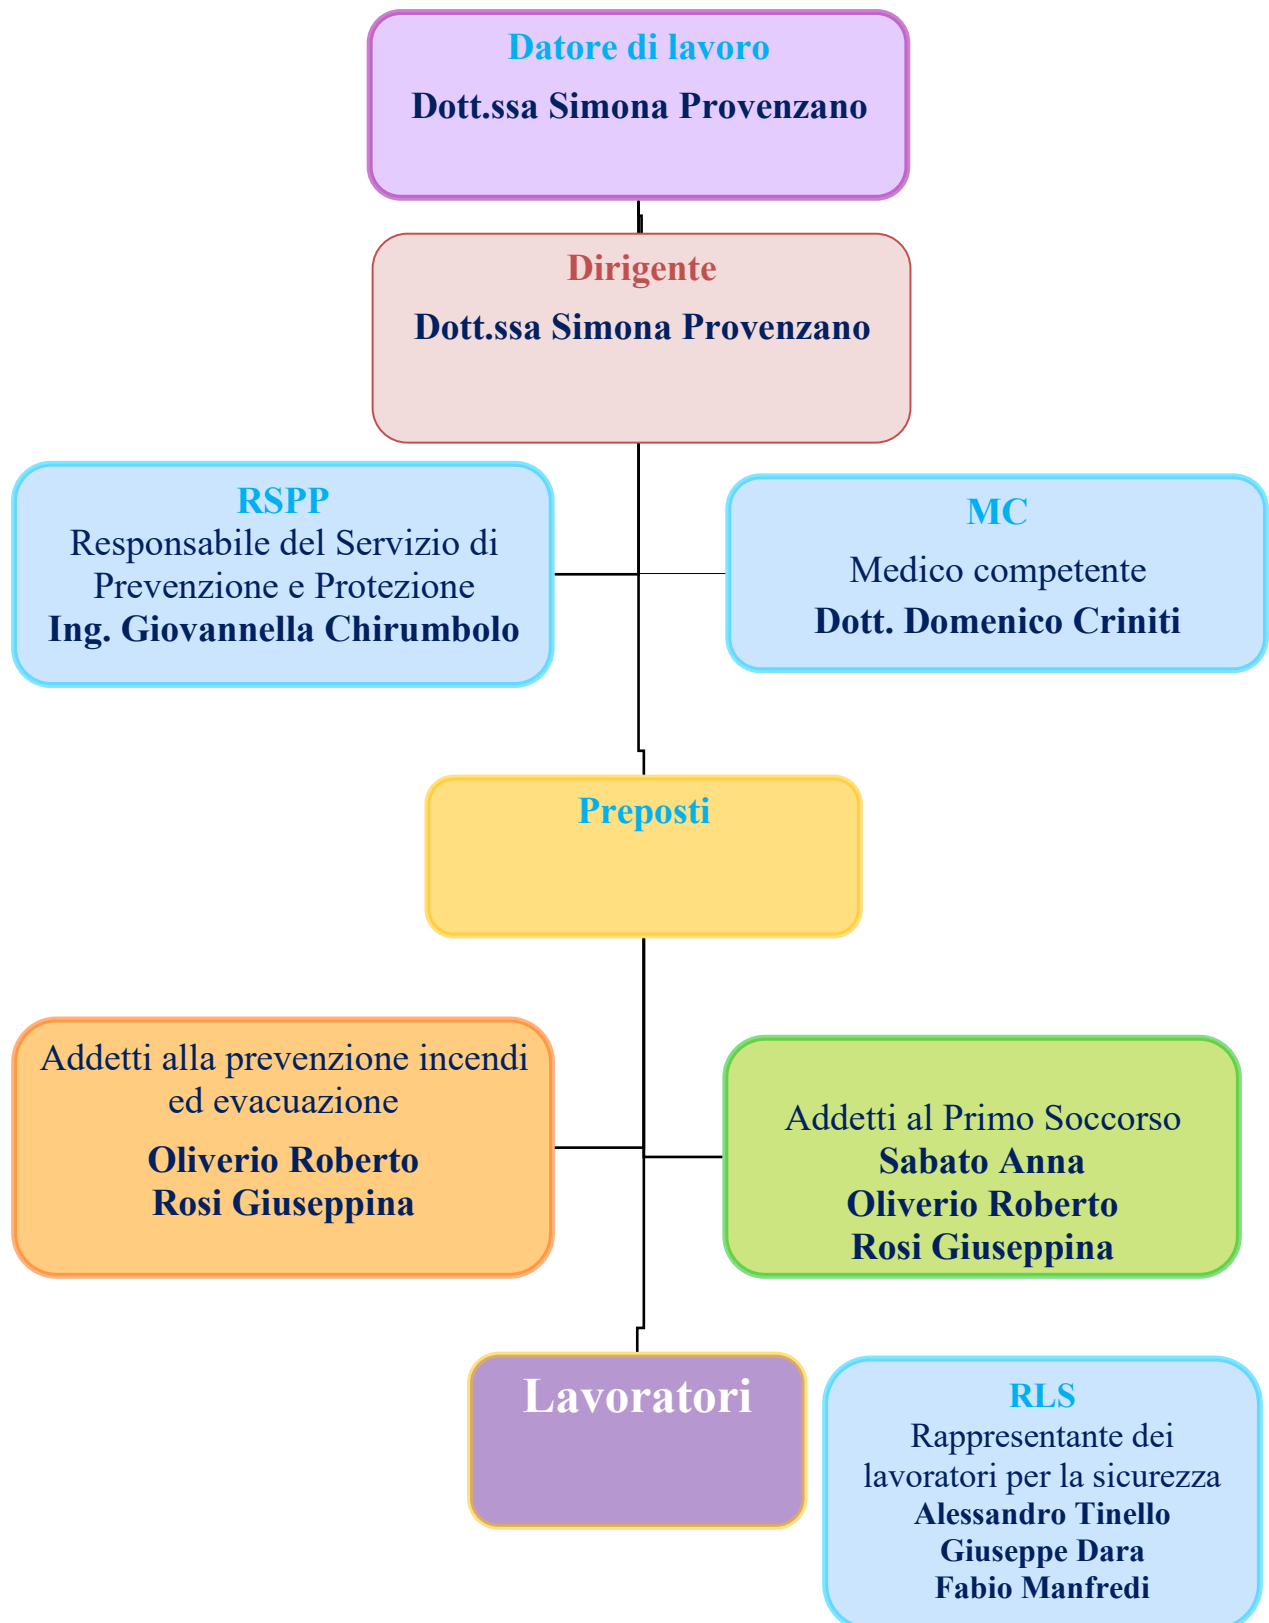 Datore di lavoro
Dott.ssa Simona Provenzano
Dirigente
Dott.ssa Simona Provenzano
RSPP
Responsabile del Servizio di
Prevenzione e Protezione
Ing. Giovannella Chirumbolo
MC
Medico competente
Dott. Domenico Criniti
Preposti
Addetti alla prevenzione incendi
ed evacuazione
Oliverio Roberto
Rosi Giuseppina
Addetti al Primo Soccorso
Sabato Anna
Oliverio Roberto
Rosi Giuseppina
Lavoratori
RLS
Rappresentante dei
lavoratori per la sicurezza
Alessandro Tinello
Giuseppe Dara
Fabio Manfredi